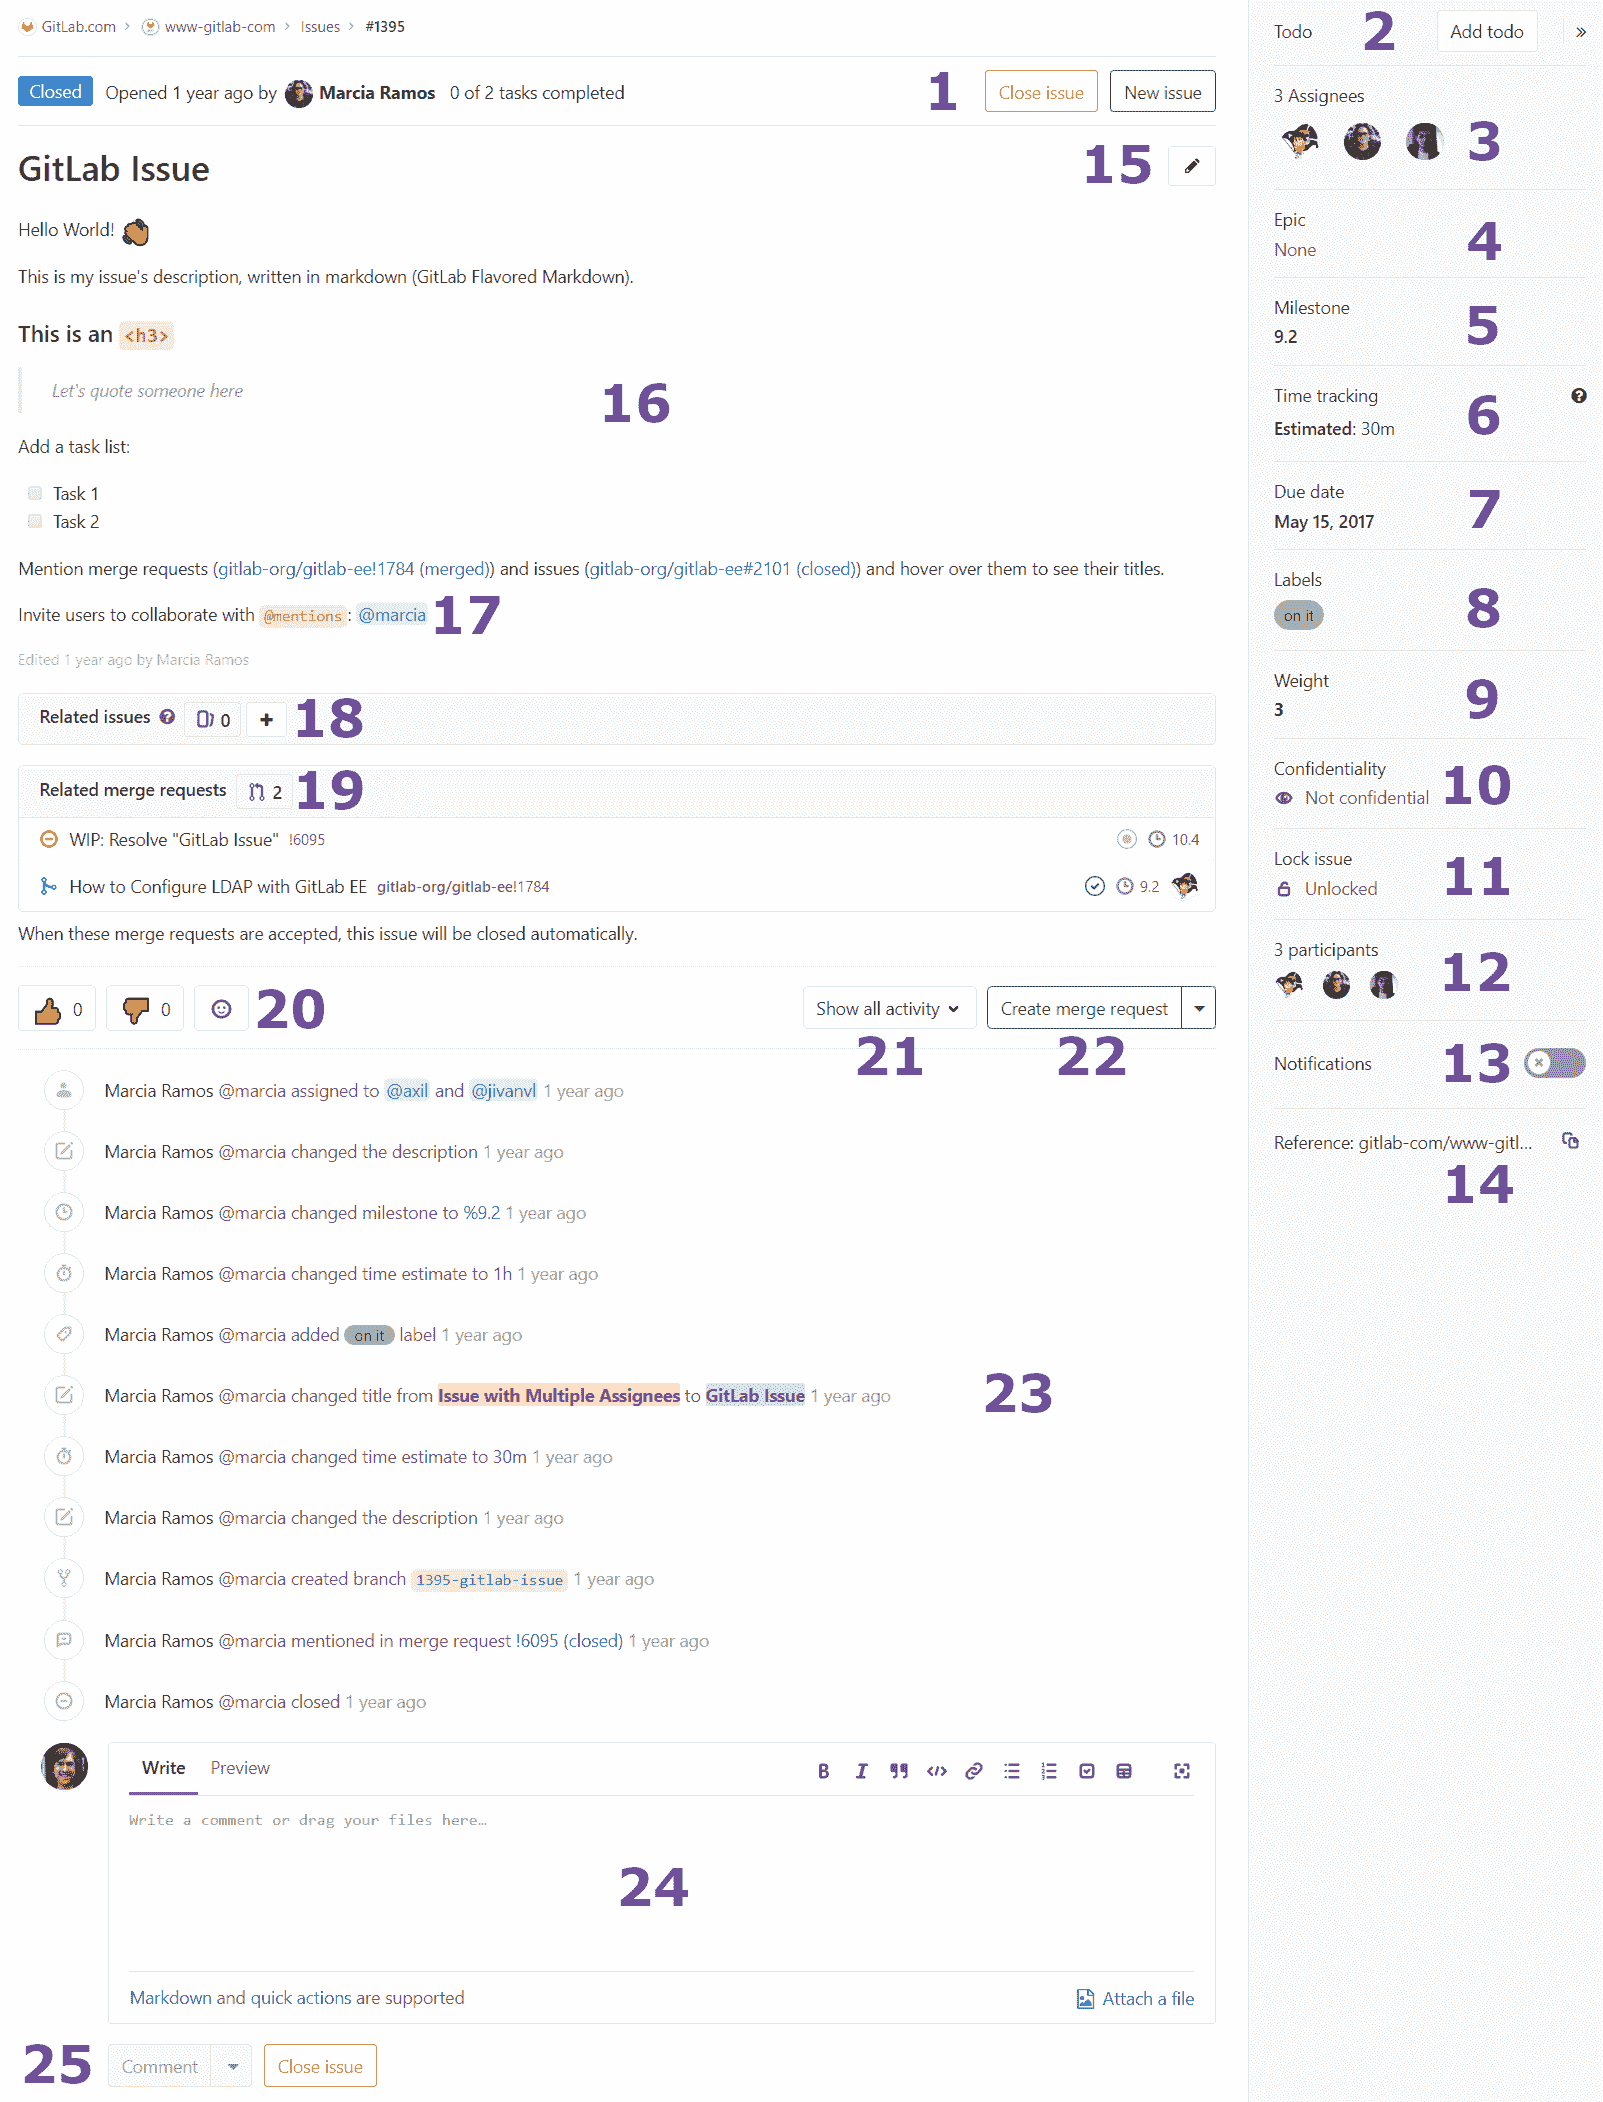 GitLab.com › www-gitlab-com › Issues › #1395
Closed Opened 1 year ago by Marcia Ramos 0 of 2 tasks completed 1 Close issue New issue
GitLab Issue 15
Hello World!
This is my issue's description, written in markdown (GitLab Flavored Markdown).
This is an <h3>
Let's quote someone here 16
Add a task list:
Task 1
Task 2
Mention merge requests (gitlab-org/gitlab-ee!1784 (merged)) and issues (gitlab-org/gitlab-ee#2101 (closed)) and hover over them to see their titles.
Invite users to collaborate with @mentions: @marcia 17
Edited 1 year ago by Marcia Ramos
Related issues ? 0 + 18
Related merge requests 2 19
WIP: Resolve "GitLab Issue" !6095 10.4
How to Configure LDAP with GitLab EE gitlab-org/gitlab-ee!1784 9.2
When these merge requests are accepted, this issue will be closed automatically.
0 0 20 Show all activity Create merge request
21 22
Marcia Ramos @marcia assigned to @axil and @jivanvl 1 year ago
Marcia Ramos @marcia changed the description 1 year ago
Marcia Ramos @marcia changed milestone to %9.2 1 year ago
Marcia Ramos @marcia changed time estimate to 1h 1 year ago
Marcia Ramos @marcia added on it label 1 year ago
Marcia Ramos @marcia changed title from Issue with Multiple Assignees to GitLab Issue 1 year ago 23
Marcia Ramos @marcia changed time estimate to 30m 1 year ago
Marcia Ramos @marcia changed the description 1 year ago
Marcia Ramos @marcia created branch 1395-gitlab-issue 1 year ago
Marcia Ramos @marcia mentioned in merge request !6095 (closed) 1 year ago
Marcia Ramos @marcia closed 1 year ago
Write Preview B I
Write a comment or drag your files here…
24
Markdown and quick actions are supported Attach a file
25 Comment Close issue
Todo 2 Add todo »
3 Assignees
3
Epic
None 4
Milestone
9.2 5
Time tracking ?
Estimated: 30m 6
Due date
May 15, 2017 7
Labels
on it 8
Weight
3 9
Confidentiality
Not confidential 10
Lock issue
Unlocked 11
3 participants
12
Notifications 13
Reference: gitlab-com/www-gitl...
14